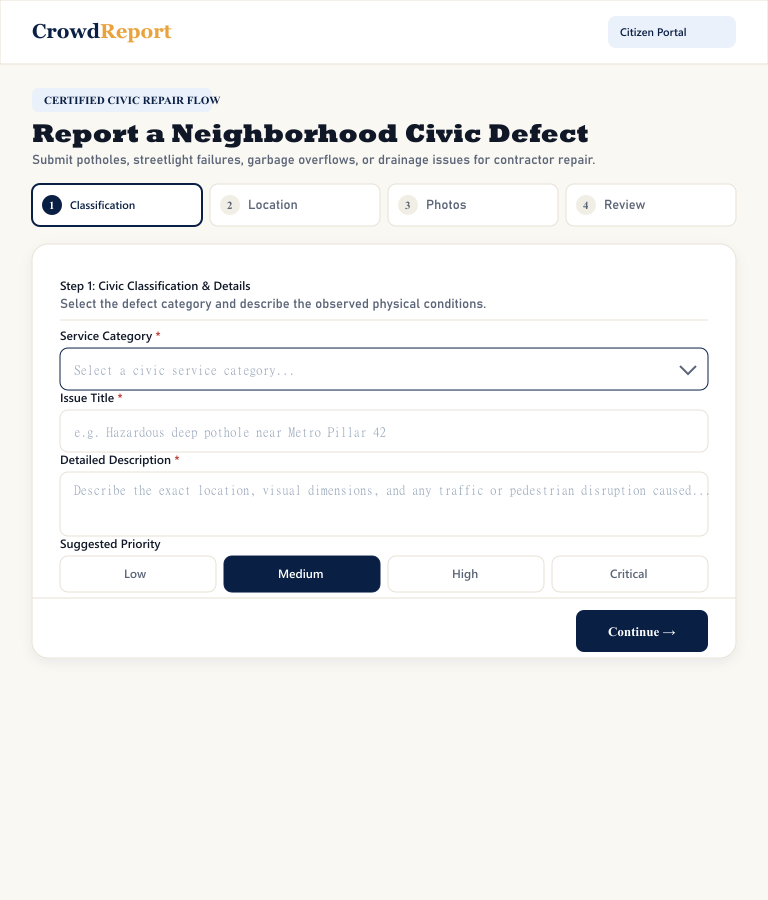 CrowdReport
Citizen Portal
CERTIFIED CIVIC REPAIR FLOW
Report a Neighborhood Civic Defect
Submit potholes, streetlight failures, garbage overflows, or drainage issues for contractor repair.
1 Classification
2 Location
3 Photos
4 Review
Step 1: Civic Classification & Details
Select the defect category and describe the observed physical conditions.
Service Category *
Select a civic service category...
Issue Title *
e.g. Hazardous deep pothole near Metro Pillar 42
Detailed Description *
Describe the exact location, visual dimensions, and any traffic or pedestrian disruption caused...
Suggested Priority
Low
Medium
High
Critical
Continue →